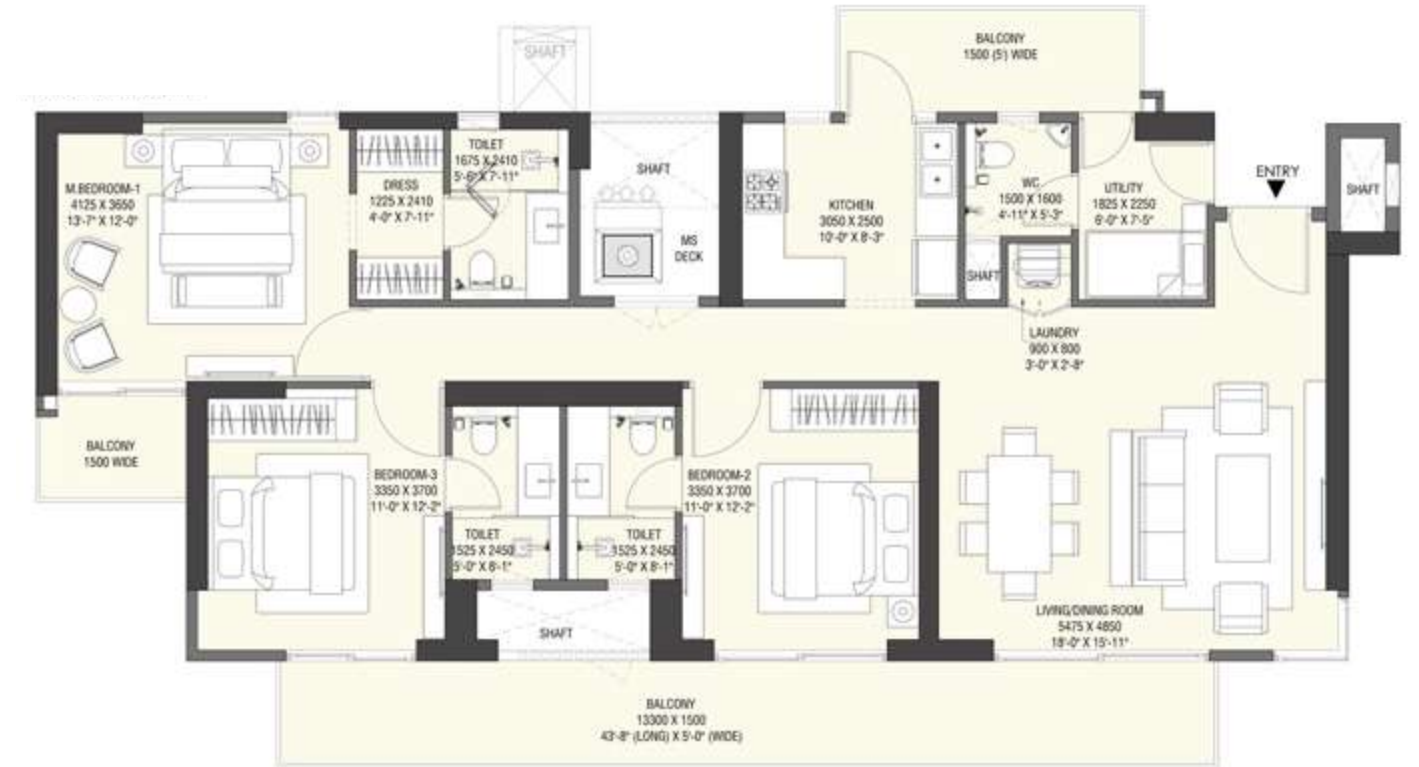 BALCONY
1500 (5') WIDE
SHAFT
M.BEDROOM-1
4125 X 3650
13'-7" X 12'-0"
DRESS
1225 X 2410
4'-0" X 7'-11"
TOILET
1675 X 2410
5'-6" X 7'-11"
SHAFT
MS
DECK
KITCHEN
3050 X 2500
10'-0" X 8'-3"
WC
1500 X 1600
4'-11" X 5'-3"
SHAFT
UTILITY
1825 X 2250
6'-0" X 7'-5"
ENTRY
SHAFT
LAUNDRY
900 X 800
3'-0" X 2'-8"
BALCONY
1500 WIDE
BEDROOM-3
3350 X 3700
11'-0" X 12'-2"
TOILET
1525 X 2450
5'-0" X 8'-1"
TOILET
1525 X 2450
5'-0" X 8'-1"
BEDROOM-2
3350 X 3700
11'-0" X 12'-2"
SHAFT
LIVING/DINING ROOM
5475 X 4850
18'-0" X 15'-11"
BALCONY
13300 X 1500
43'-8" (LONG) X 5'-0" (WIDE)